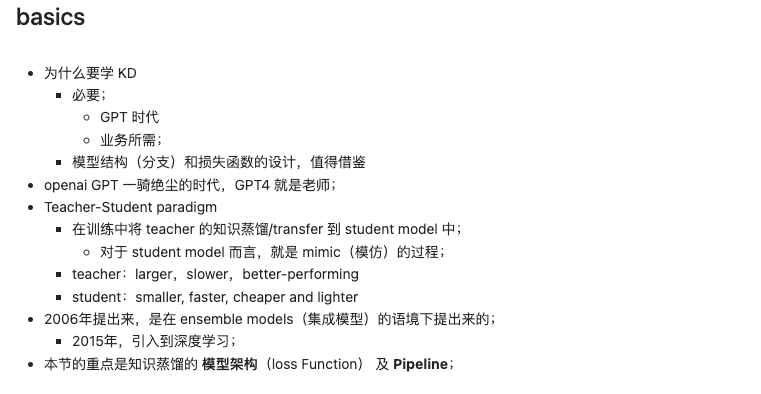 basics
为什么要学 KD
必要；
GPT 时代
业务所需；
模型结构（分支）和损失函数的设计，值得借鉴
openai GPT 一骑绝尘的时代，GPT4 就是老师；
Teacher-Student paradigm
在训练中将 teacher 的知识蒸馏/transfer 到 student model 中；
对于 student model 而言，就是 mimic（模仿）的过程；
teacher：larger，slower，better-performing
student：smaller, faster, cheaper and lighter
2006年提出来，是在 ensemble models（集成模型）的语境下提出来的；
2015年，引入到深度学习；
本节的重点是知识蒸馏的 模型架构（loss Function） 及 Pipeline；